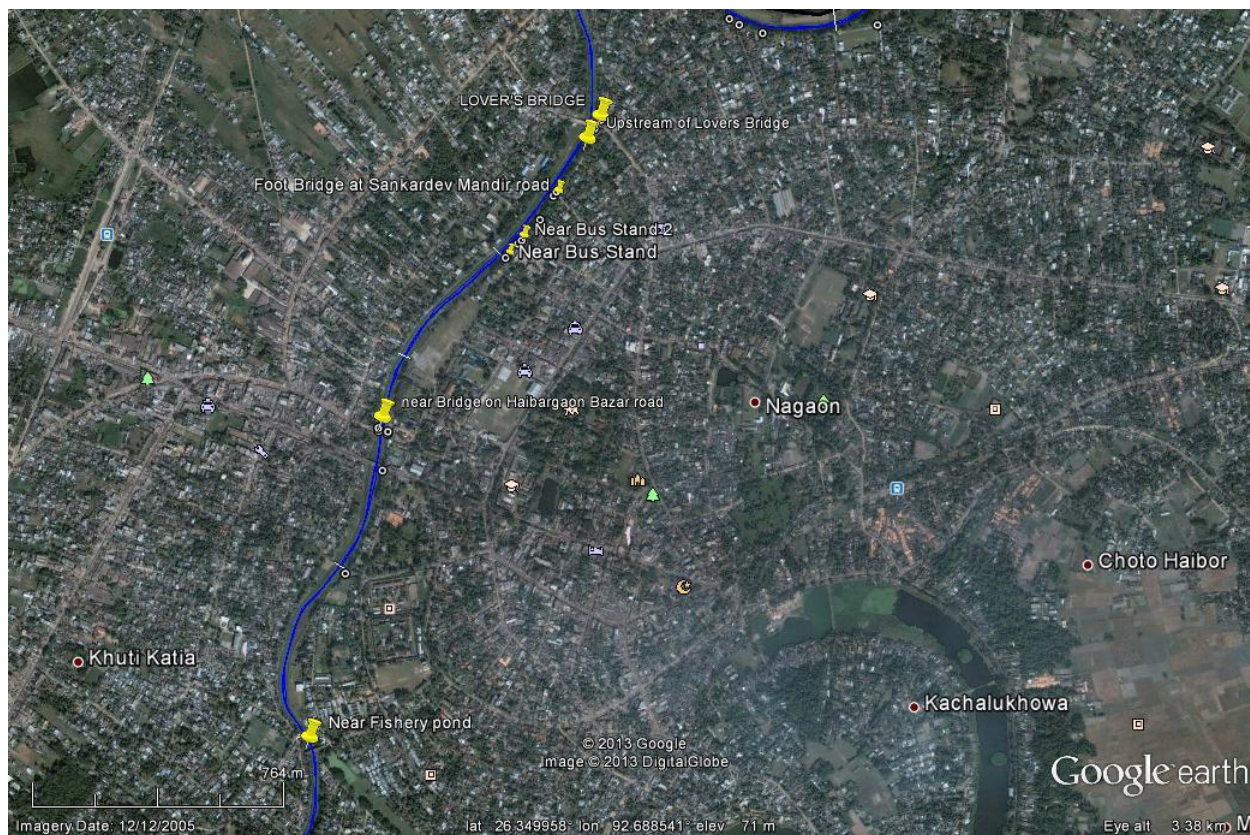 LOVER'S BRIDGE
Upstream of Lovers Bridge
Foot Bridge at Sankardev Mandir road
Near Bus Stand 2
Near Bus Stand
near Bridge on Haibargaon Bazar road
Nagaon
Choto Haibor
Khuti Katia
Kachalukhowa
Near Fishery pond
© 2013 Google
Image © 2013 DigitalGlobe
764 m
Google earth
Imagery Date: 12/12/2005
lat 26.349958° lon 92.688541° elev 71 m
Eye alt 3.38 km